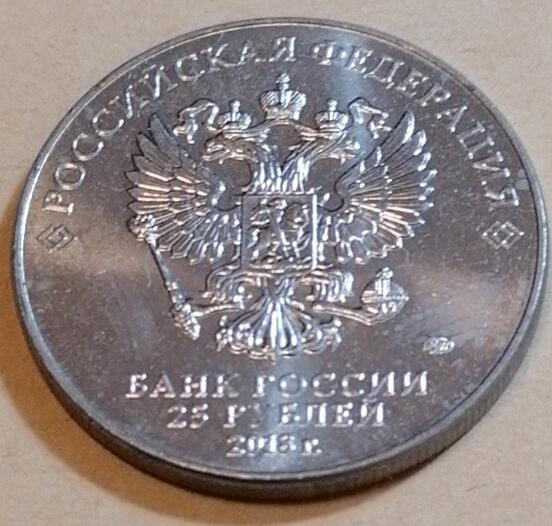 РОССИЙСКАЯ ФЕДЕРАЦИЯ
БАНК РОССИИ
25 РУБЛЕЙ
2018 г.